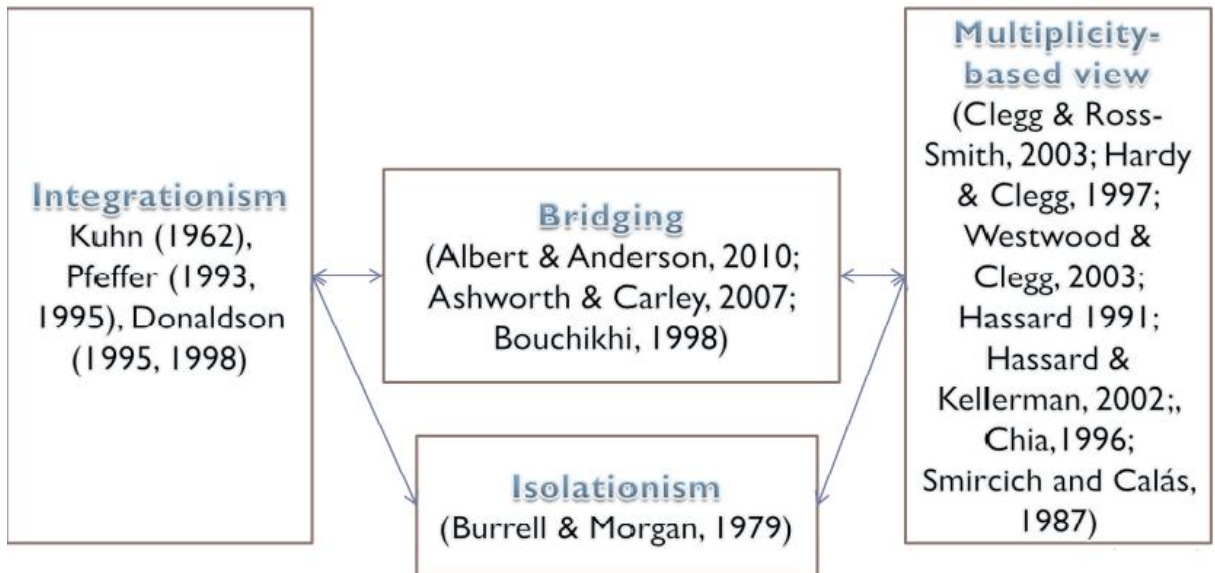 Integrationism
Kuhn (1962),
Pfeffer (1993,
1995), Donaldson
(1995, 1998)
Bridging
(Albert & Anderson, 2010;
Ashworth & Carley, 2007;
Bouchikhi, 1998)
Isolationism
(Burrell & Morgan, 1979)
Multiplicity-
based view
(Clegg & Ross-
Smith, 2003; Hardy
& Clegg, 1997;
Westwood &
Clegg, 2003;
Hassard 1991;
Hassard &
Kellerman, 2002;,
Chia,1996;
Smircich and Calás,
1987)